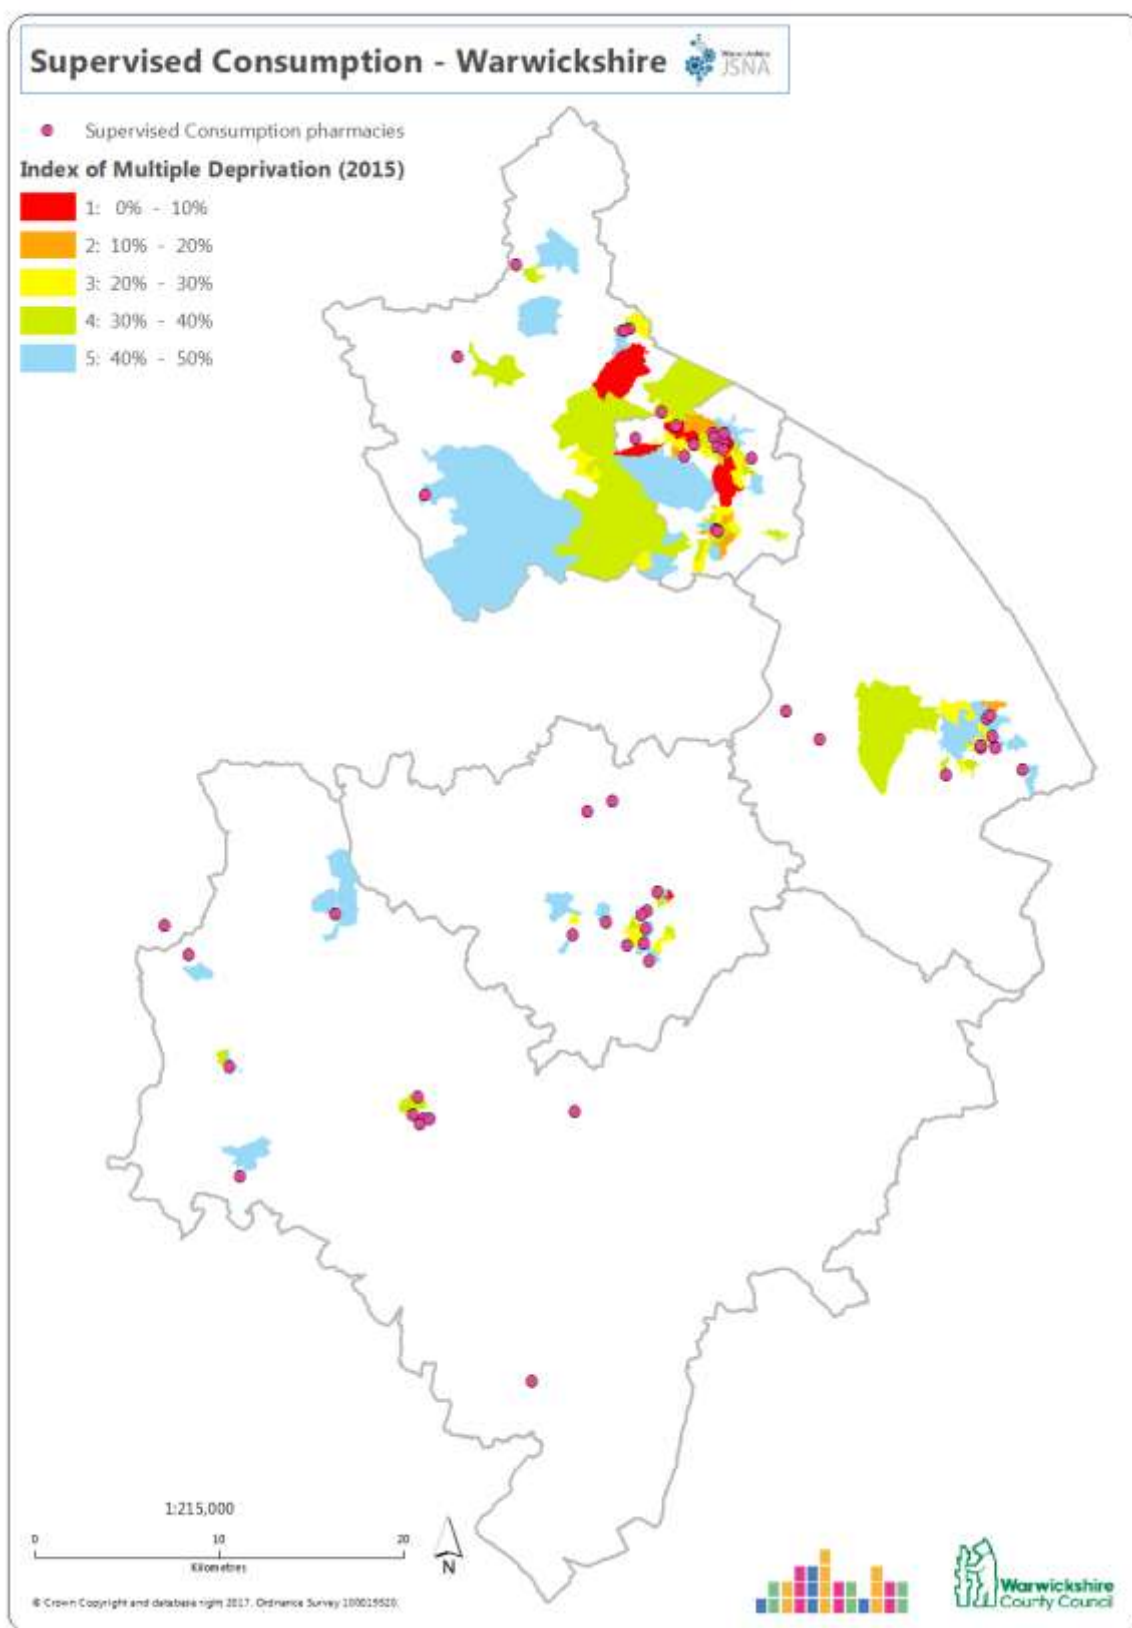 Supervised Consumption - Warwickshire
Warwickshire
JSNA
Supervised Consumption pharmacies
Index of Multiple Deprivation (2015)
1: 0% - 10%
2: 10% - 20%
3: 20% - 30%
4: 30% - 40%
5: 40% - 50%
1:215,000
0 10 20
Kilometres
N
© Crown Copyright and database right 2017. Ordnance Survey 100019520.
Warwickshire
County Council